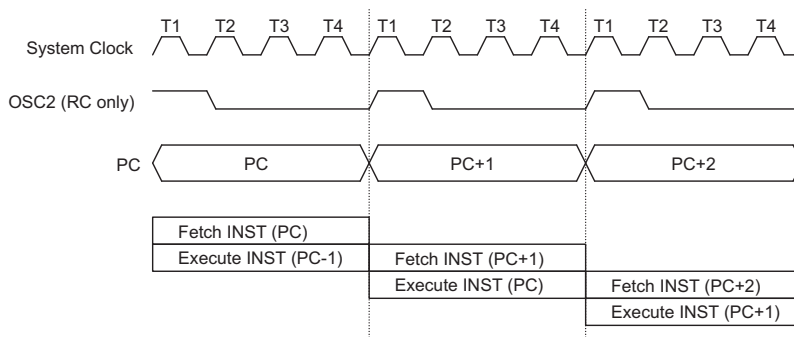 T1 T2 T3 T4 T1 T2 T3 T4 T1 T2 T3 T4
System Clock
OSC2 (RC only)
PC PC PC+1 PC+2
Fetch INST (PC)
Execute INST (PC-1) Fetch INST (PC+1)
Execute INST (PC) Fetch INST (PC+2)
Execute INST (PC+1)